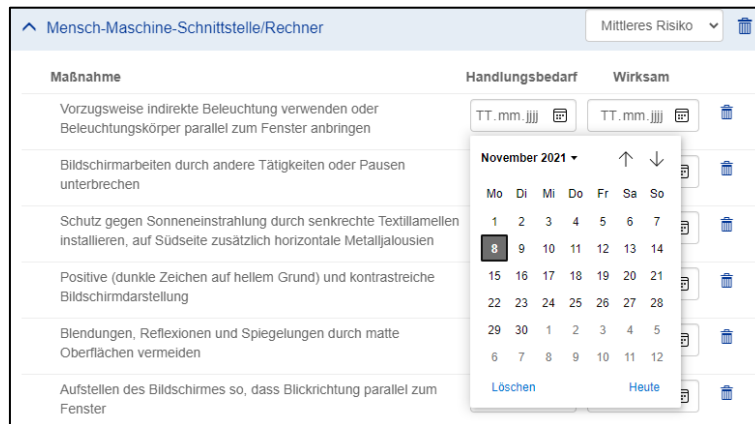 Mensch-Maschine-Schnittstelle/Rechner Mittleres Risiko
Maßnahme Handlungsbedarf Wirksam
Vorzugsweise indirekte Beleuchtung verwenden oder
Beleuchtungskörper parallel zum Fenster anbringen
TT.mm.jjjj TT.mm.jjjj
Bildschirmarbeiten durch andere Tätigkeiten oder Pausen
unterbrechen
Schutz gegen Sonneneinstrahlung durch senkrechte Textillamellen
installieren, auf Südseite zusätzlich horizontale Metalljalousien
Positive (dunkle Zeichen auf hellem Grund) und kontrastreiche
Bildschirmdarstellung
Blendungen, Reflexionen und Spiegelungen durch matte
Oberflächen vermeiden
Aufstellen des Bildschirmes so, dass Blickrichtung parallel zum
Fenster
November 2021
Mo Di Mi Do Fr Sa So
1 2 3 4 5 6 7
8 9 10 11 12 13 14
15 16 17 18 19 20 21
22 23 24 25 26 27 28
29 30 1 2 3 4 5
6 7 8 9 10 11 12
Löschen Heute